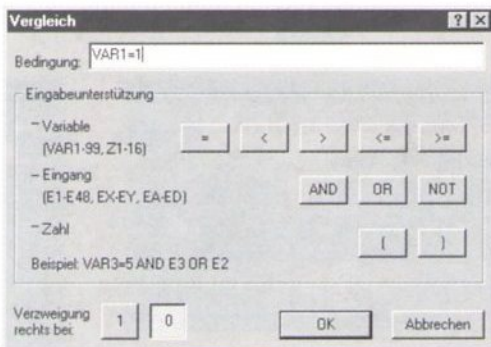 Vergleich ? ×
Bedingung: VAR1=1
Eingabeunterstützung
Variable = < > <= >=
(VAR1-99, Z1-16)
Eingang AND OR NOT
(E1-E48, EX-EY, EA-ED)
Zahl ( )
Beispiel: VAR3=5 AND E3 OR E2
Verzweigung 1 0 OK Abbrechen
rechts bei: